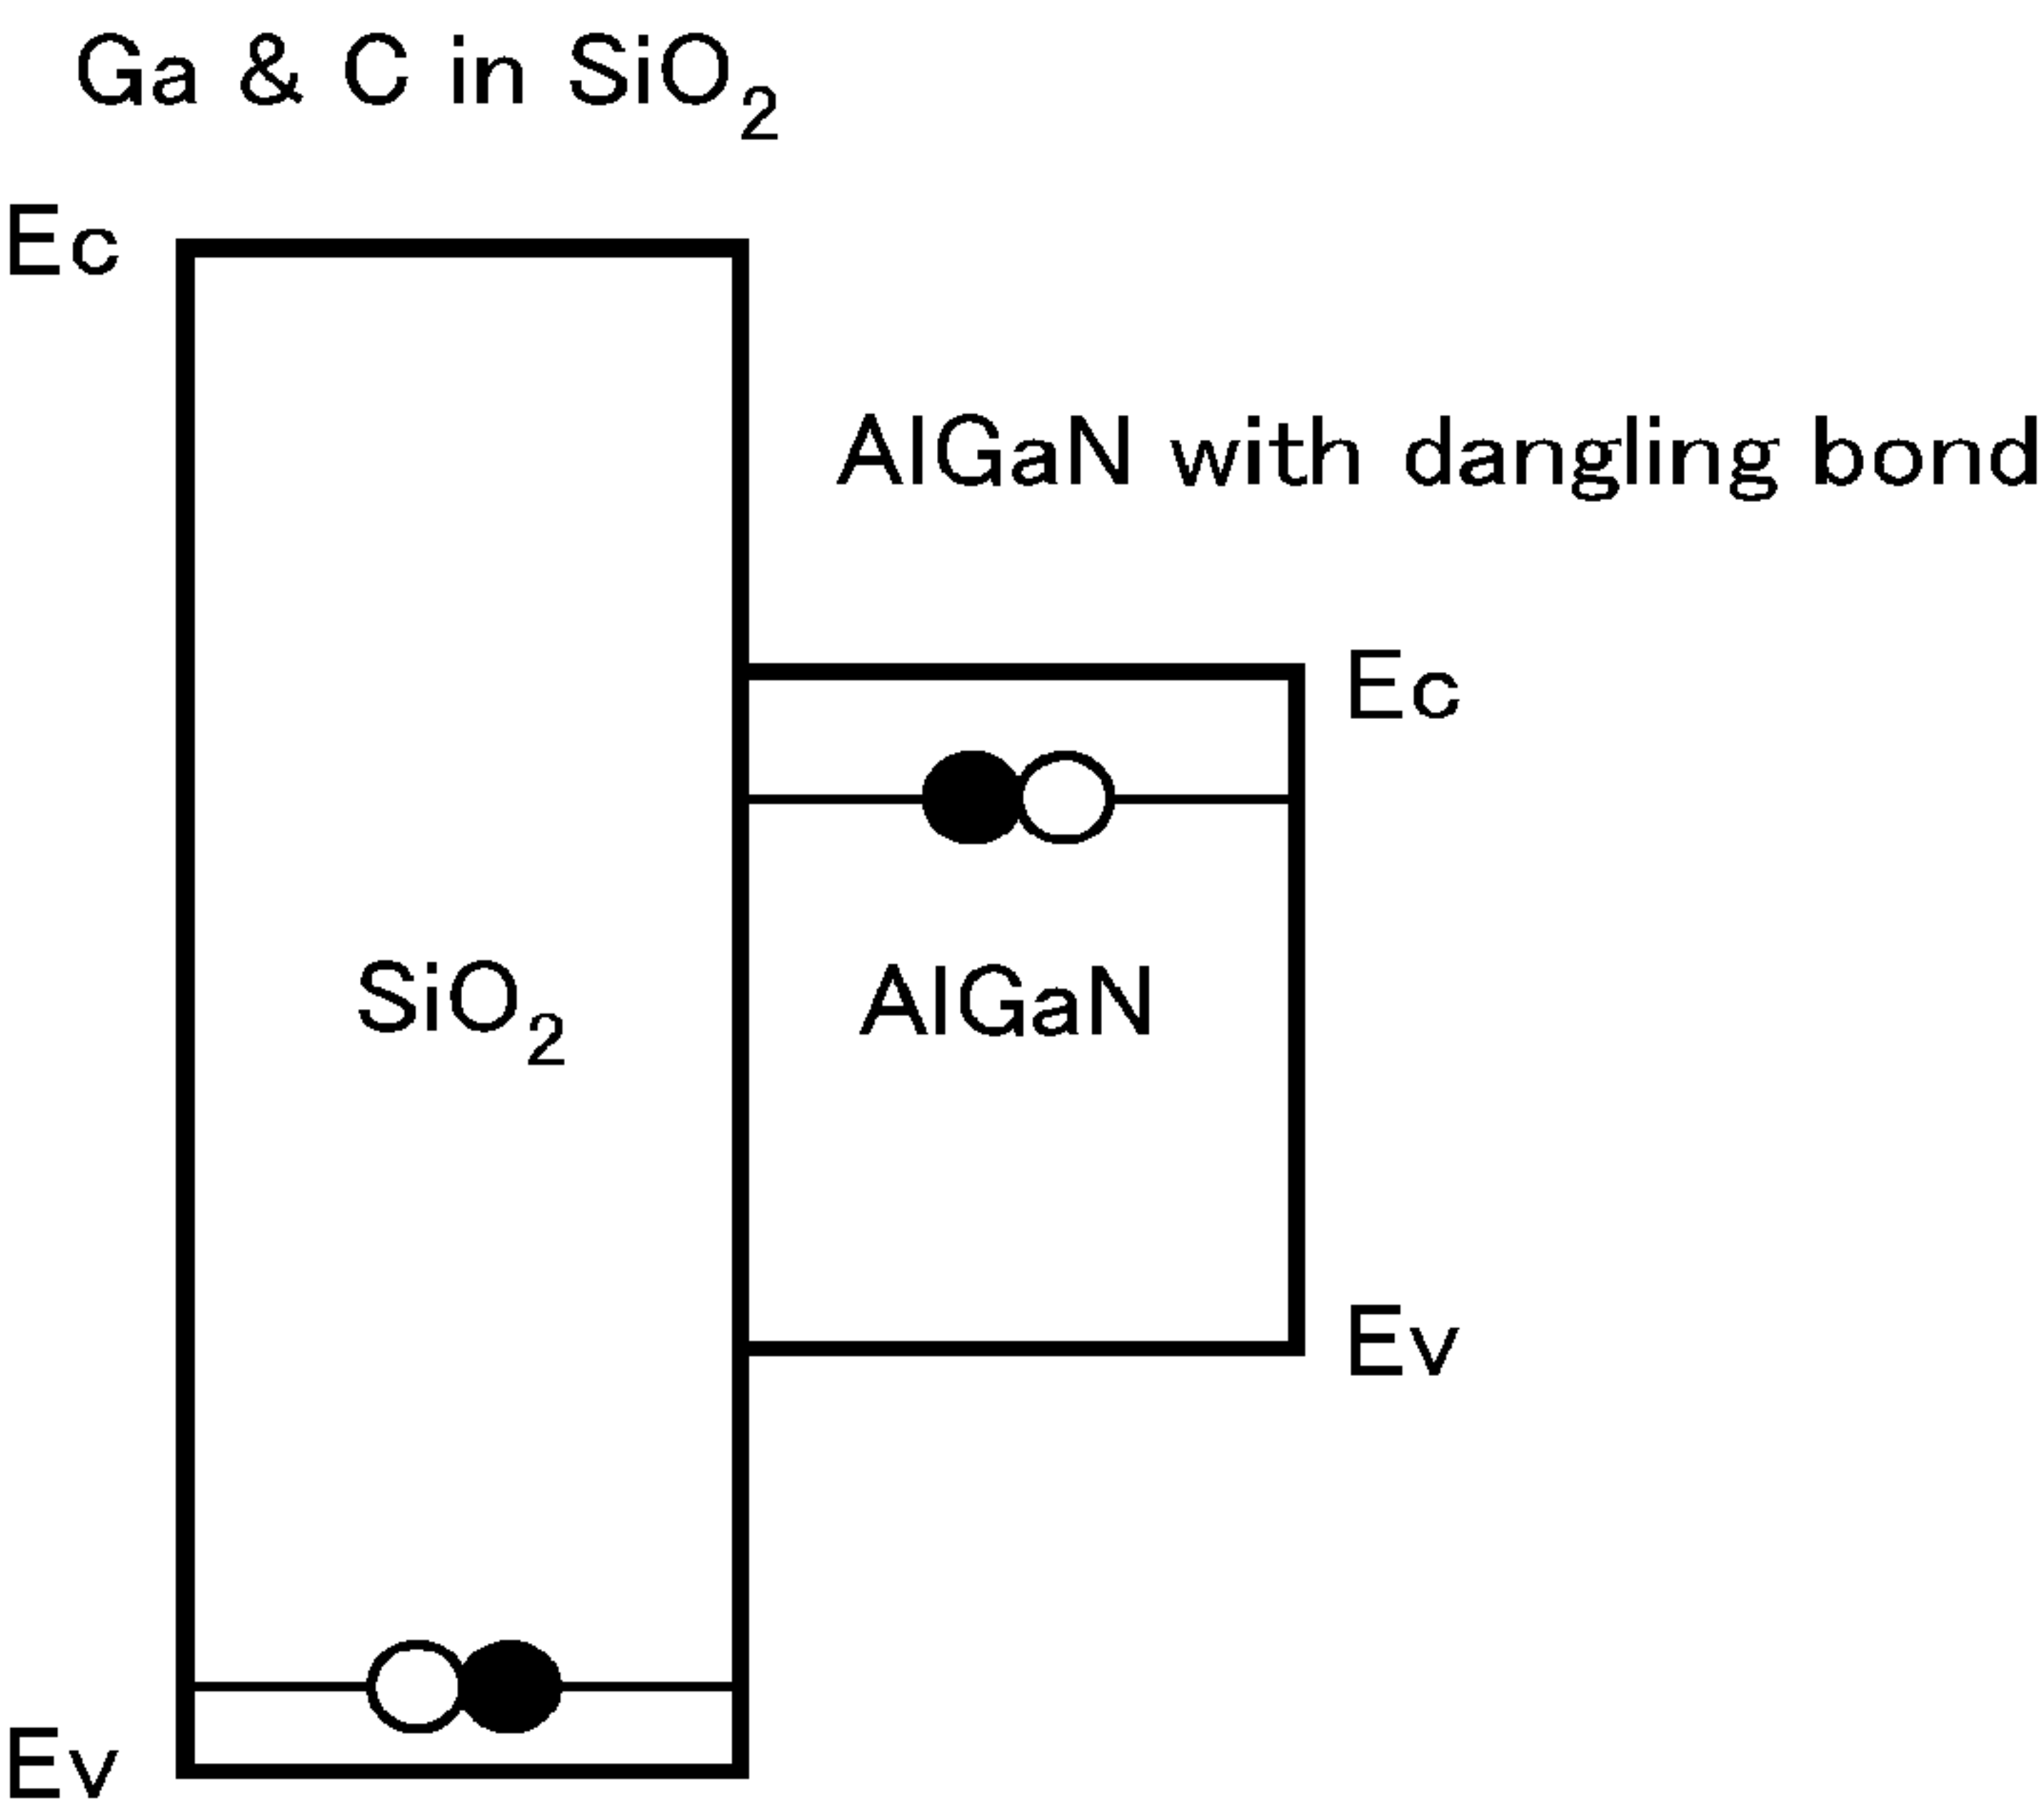 Ga & C in SiO2
Ec
AlGaN with dangling bond
Ec
SiO2
AlGaN
Ev
Ev